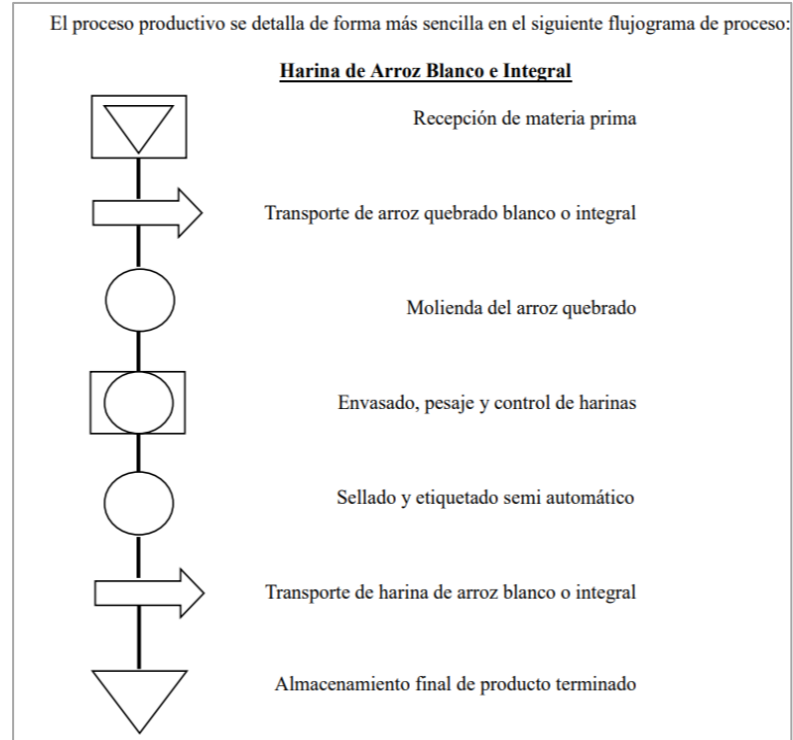 El proceso productivo se detalla de forma más sencilla en el siguiente flujograma de proceso:
Harina de Arroz Blanco e Integral
Recepción de materia prima
Transporte de arroz quebrado blanco o integral
Molienda del arroz quebrado
Envasado, pesaje y control de harinas
Sellado y etiquetado semi automático
Transporte de harina de arroz blanco o integral
Almacenamiento final de producto terminado